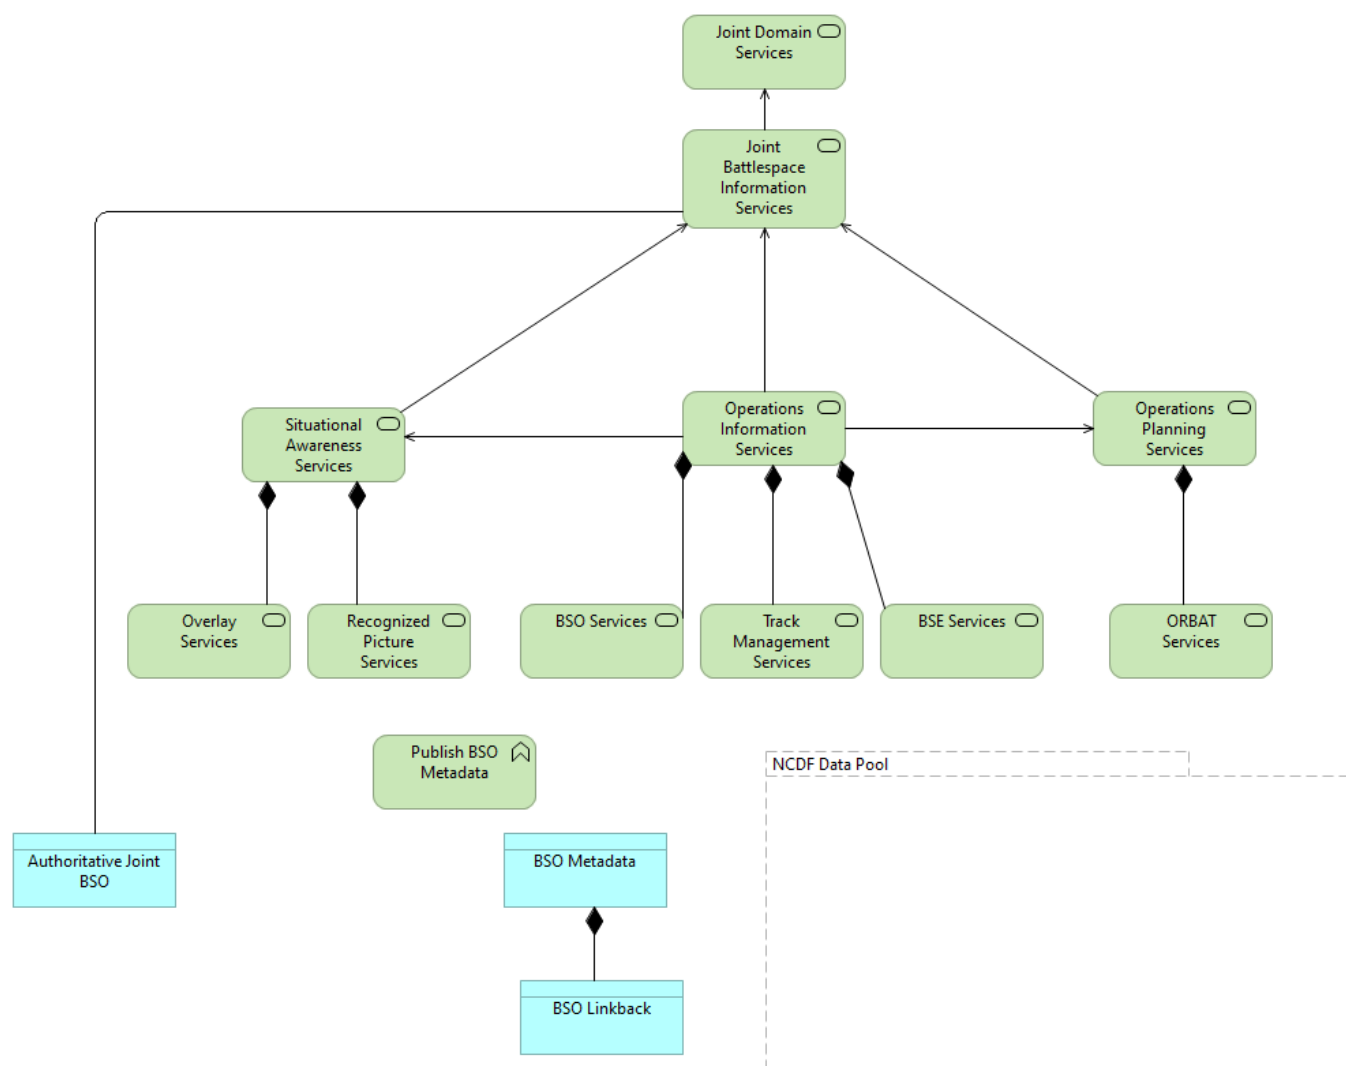 Joint Domain
Services
Joint
Battlespace
Information
Services
Situational
Awareness
Services
Operations
Information
Services
Operations
Planning
Services
Overlay
Services
Recognized
Picture
Services
BSO Services
Track
Management
Services
BSE Services
ORBAT
Services
Publish BSO
Metadata
NCDF Data Pool
Authoritative Joint
BSO
BSO Metadata
BSO Linkback